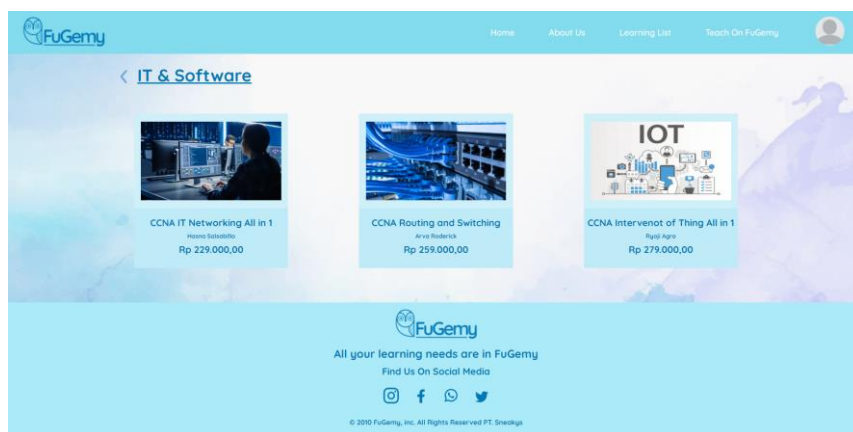 FuGemy
Home About Us Learning List Teach On FuGemy
IT & Software
CCNA IT Networking All in 1
Hasna Salsabilla
Rp 229.000,00
CCNA Routing and Switching
Arva Roderick
Rp 259.000,00
IOT
CCNA Intervenot of Thing All in 1
Ryoji Agra
Rp 279.000,00
FuGemy
All your learning needs are in FuGemy
Find Us On Social Media
© 2010 FuGemy, Inc. All Rights Reserved PT. Sneakys